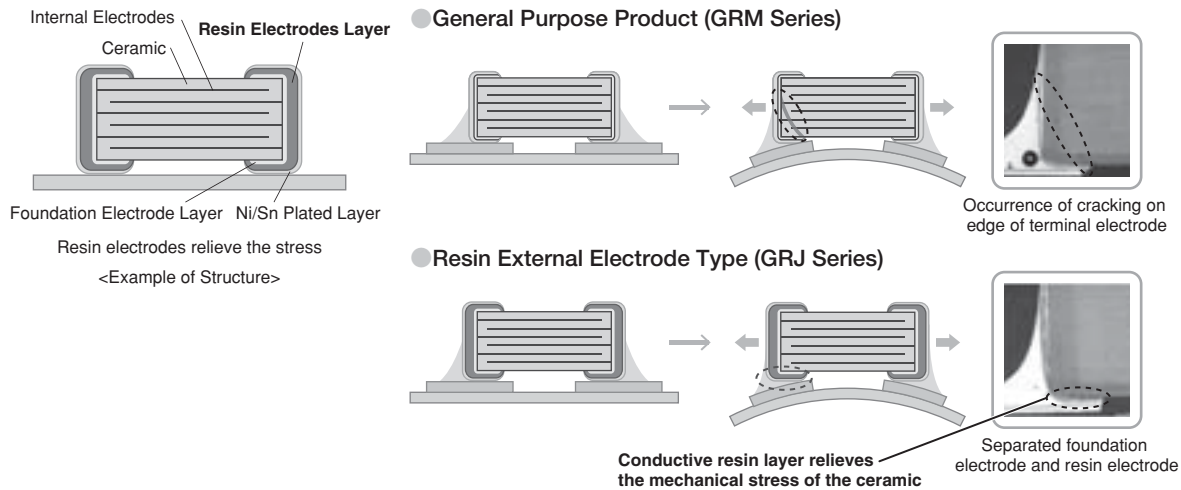 Internal Electrodes
Resin Electrodes Layer
Ceramic
Foundation Electrode Layer
Ni/Sn Plated Layer
Resin electrodes relieve the stress
<Example of Structure>
General Purpose Product (GRM Series)
Occurrence of cracking on
edge of terminal electrode
Resin External Electrode Type (GRJ Series)
Conductive resin layer relieves
the mechanical stress of the ceramic
Separated foundation
electrode and resin electrode